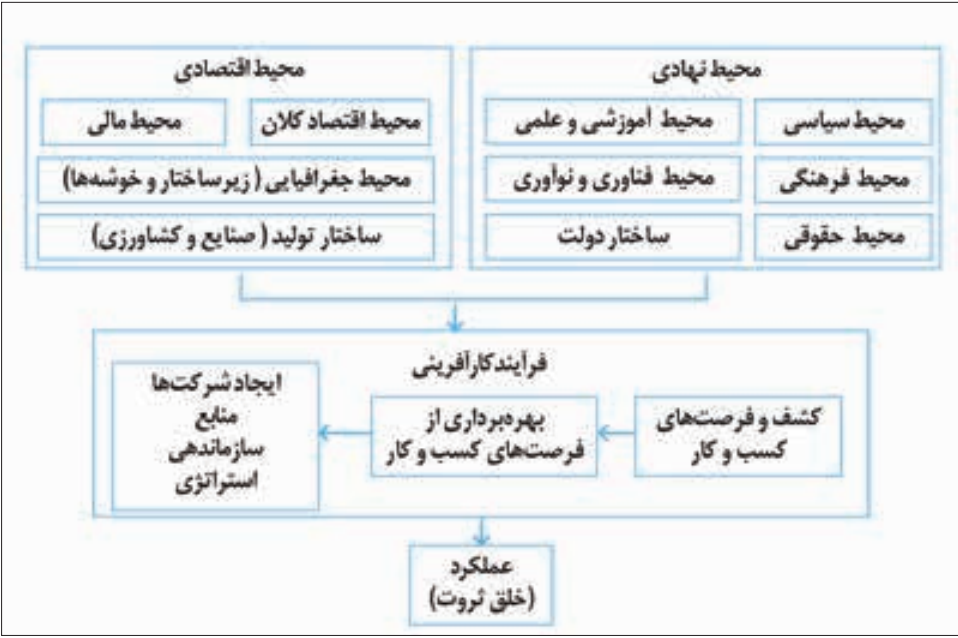 محیط نهادی
محیط سیاسی
محیط آموزشی و علمی
محیط فرهنگی
محیط فناوری و نوآوری
محیط حقوقی
ساختار دولت
محیط اقتصادی
محیط اقتصاد کلان
محیط مالی
محیط جغرافیایی (زیرساختار و خوشه‌ها)
ساختار تولید (صنایع و کشاورزی)
فرآیند کارآفرینی
کشف و فرصت‌های
کسب و کار
بهره‌برداری از
فرصت‌های کسب و کار
ایجاد شرکت‌ها
منابع
سازماندهی
استراتژی
عملکرد
(خلق ثروت)